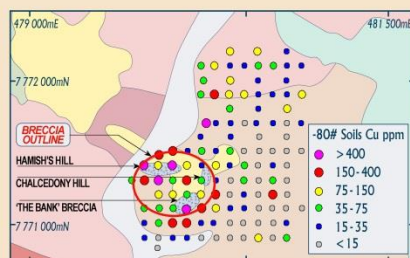 479 000mE
481 500mE
7 772 000mN
BRECCIA
OUTLINE
HAMISH'S HILL
CHALCEDONY HILL
'THE BANK' BRECCIA
7 771 000mN
-80# Soils Cu ppm
>400
150-400
75-150
35-75
15-35
<15